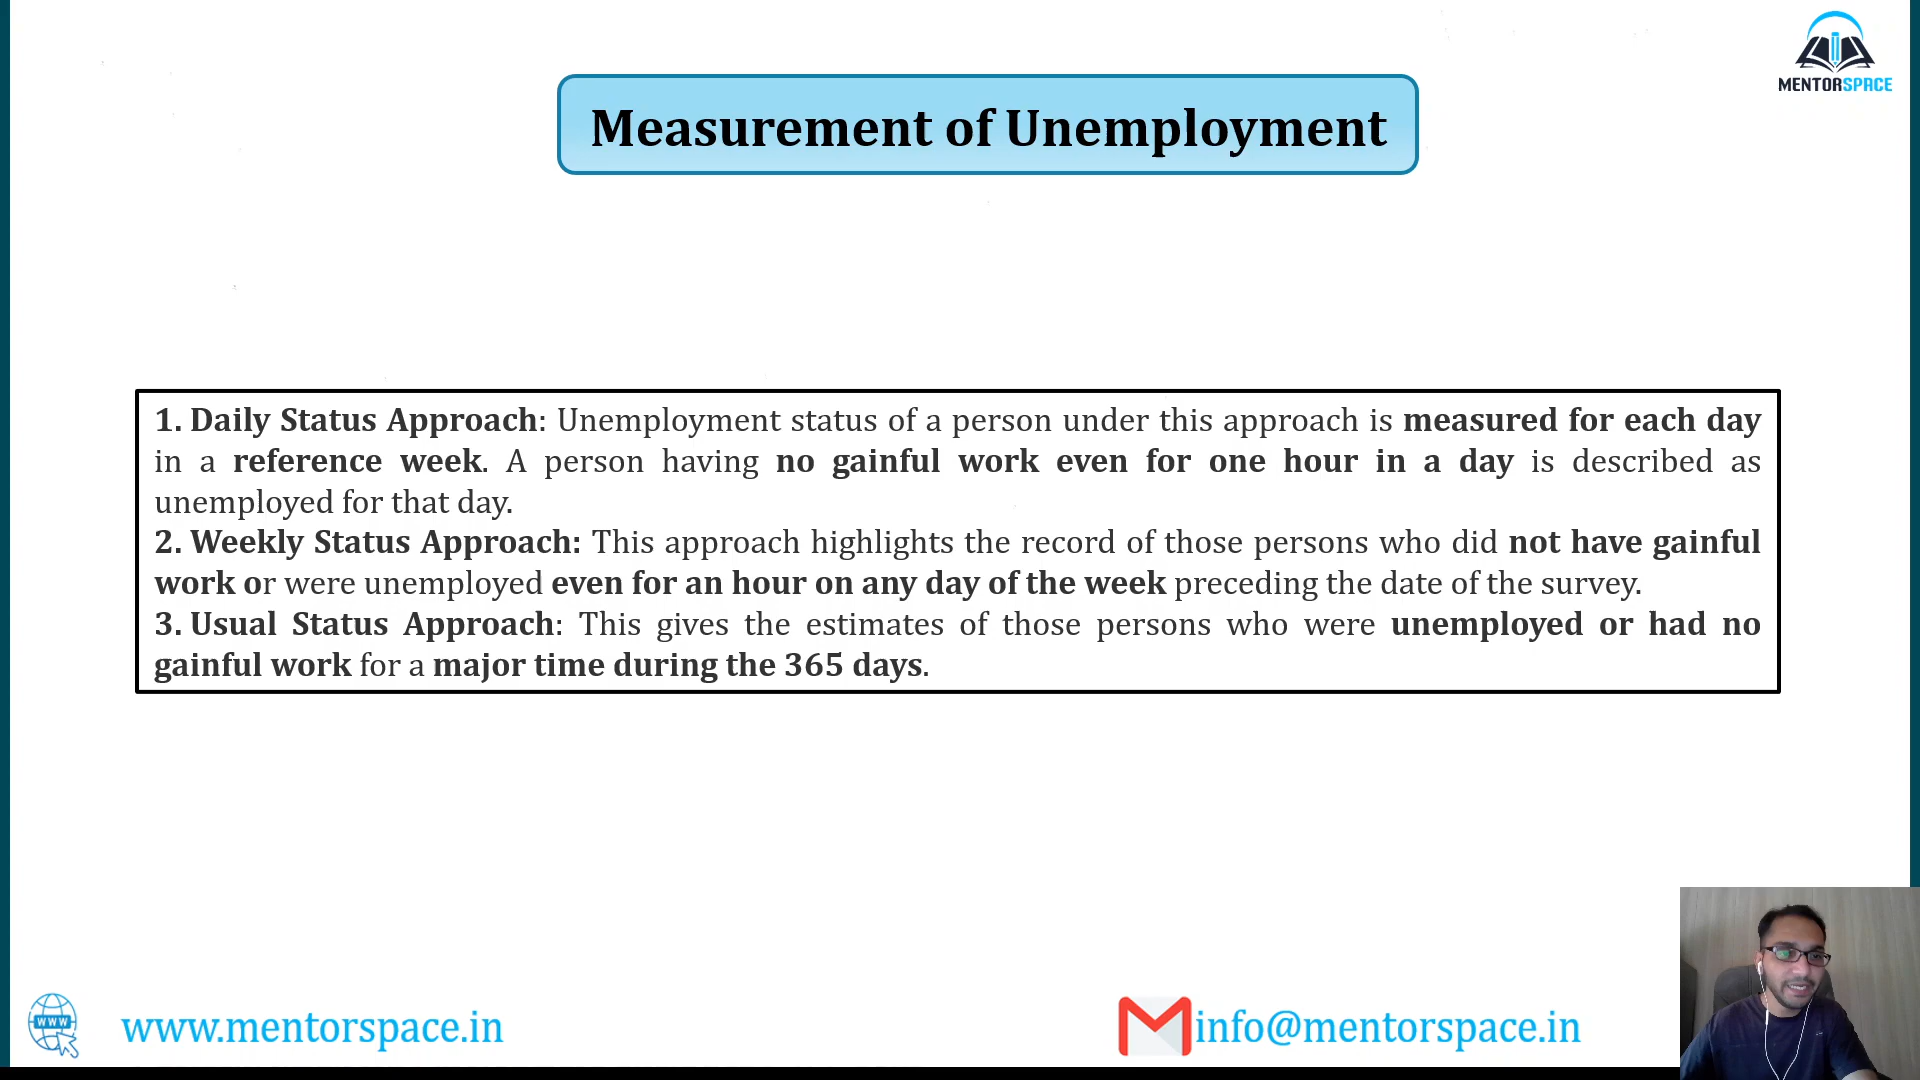 MENTORSPACE
Measurement of Unemployment
1. Daily Status Approach: Unemployment status of a person under this approach is measured for each day
in a reference week. A person having no gainful work even for one hour in a day is described as
unemployed for that day.
2. Weekly Status Approach: This approach highlights the record of those persons who did not have gainful
work or were unemployed even for an hour on any day of the week preceding the date of the survey.
3. Usual Status Approach: This gives the estimates of those persons who were unemployed or had no
gainful work for a major time during the 365 days.
WWW
www.mentorspace.in
info@mentorspace.in